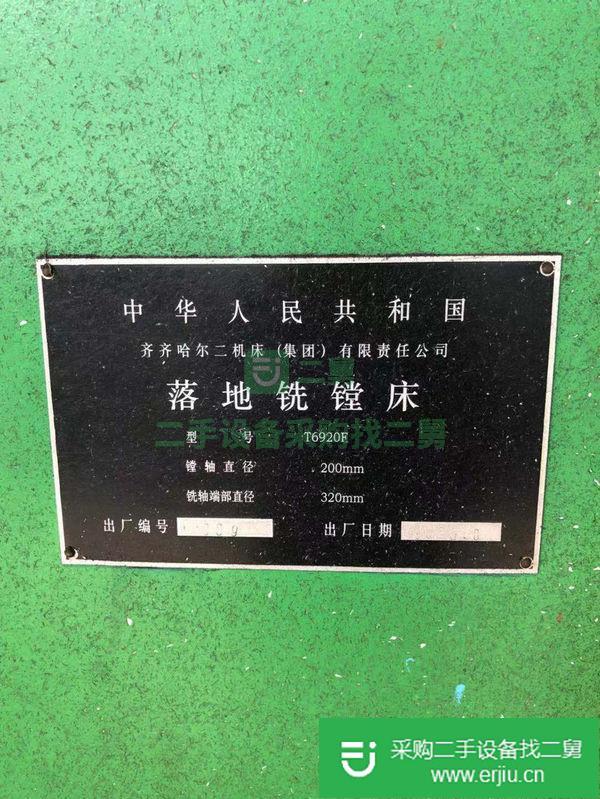 中华人民共和国
齐齐哈尔二机床(集团)有限责任公司
二舅
落地铣镗床
二手设备采购找二舅
型号 T6920F
镗轴直径 200mm
铣轴端部直径 320mm
出厂编号 出厂日期
采购二手设备找二舅
www.erjiu.cn